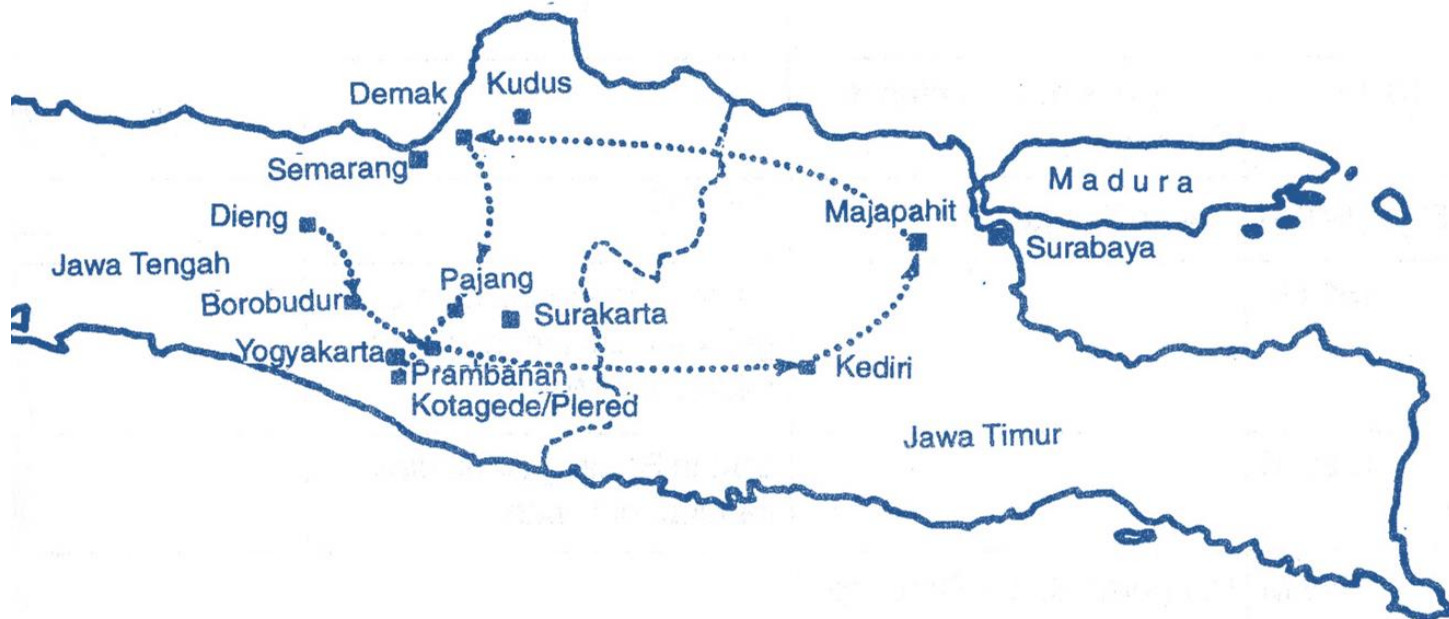 Demak
Kudus
Semarang
Madura
Dieng
Majapahit
Surabaya
Jawa Tengah
Pajang
Borobudur
Surakarta
Yogyakarta
Prambanan
Kediri
Kotagede/Plered
Jawa Timur